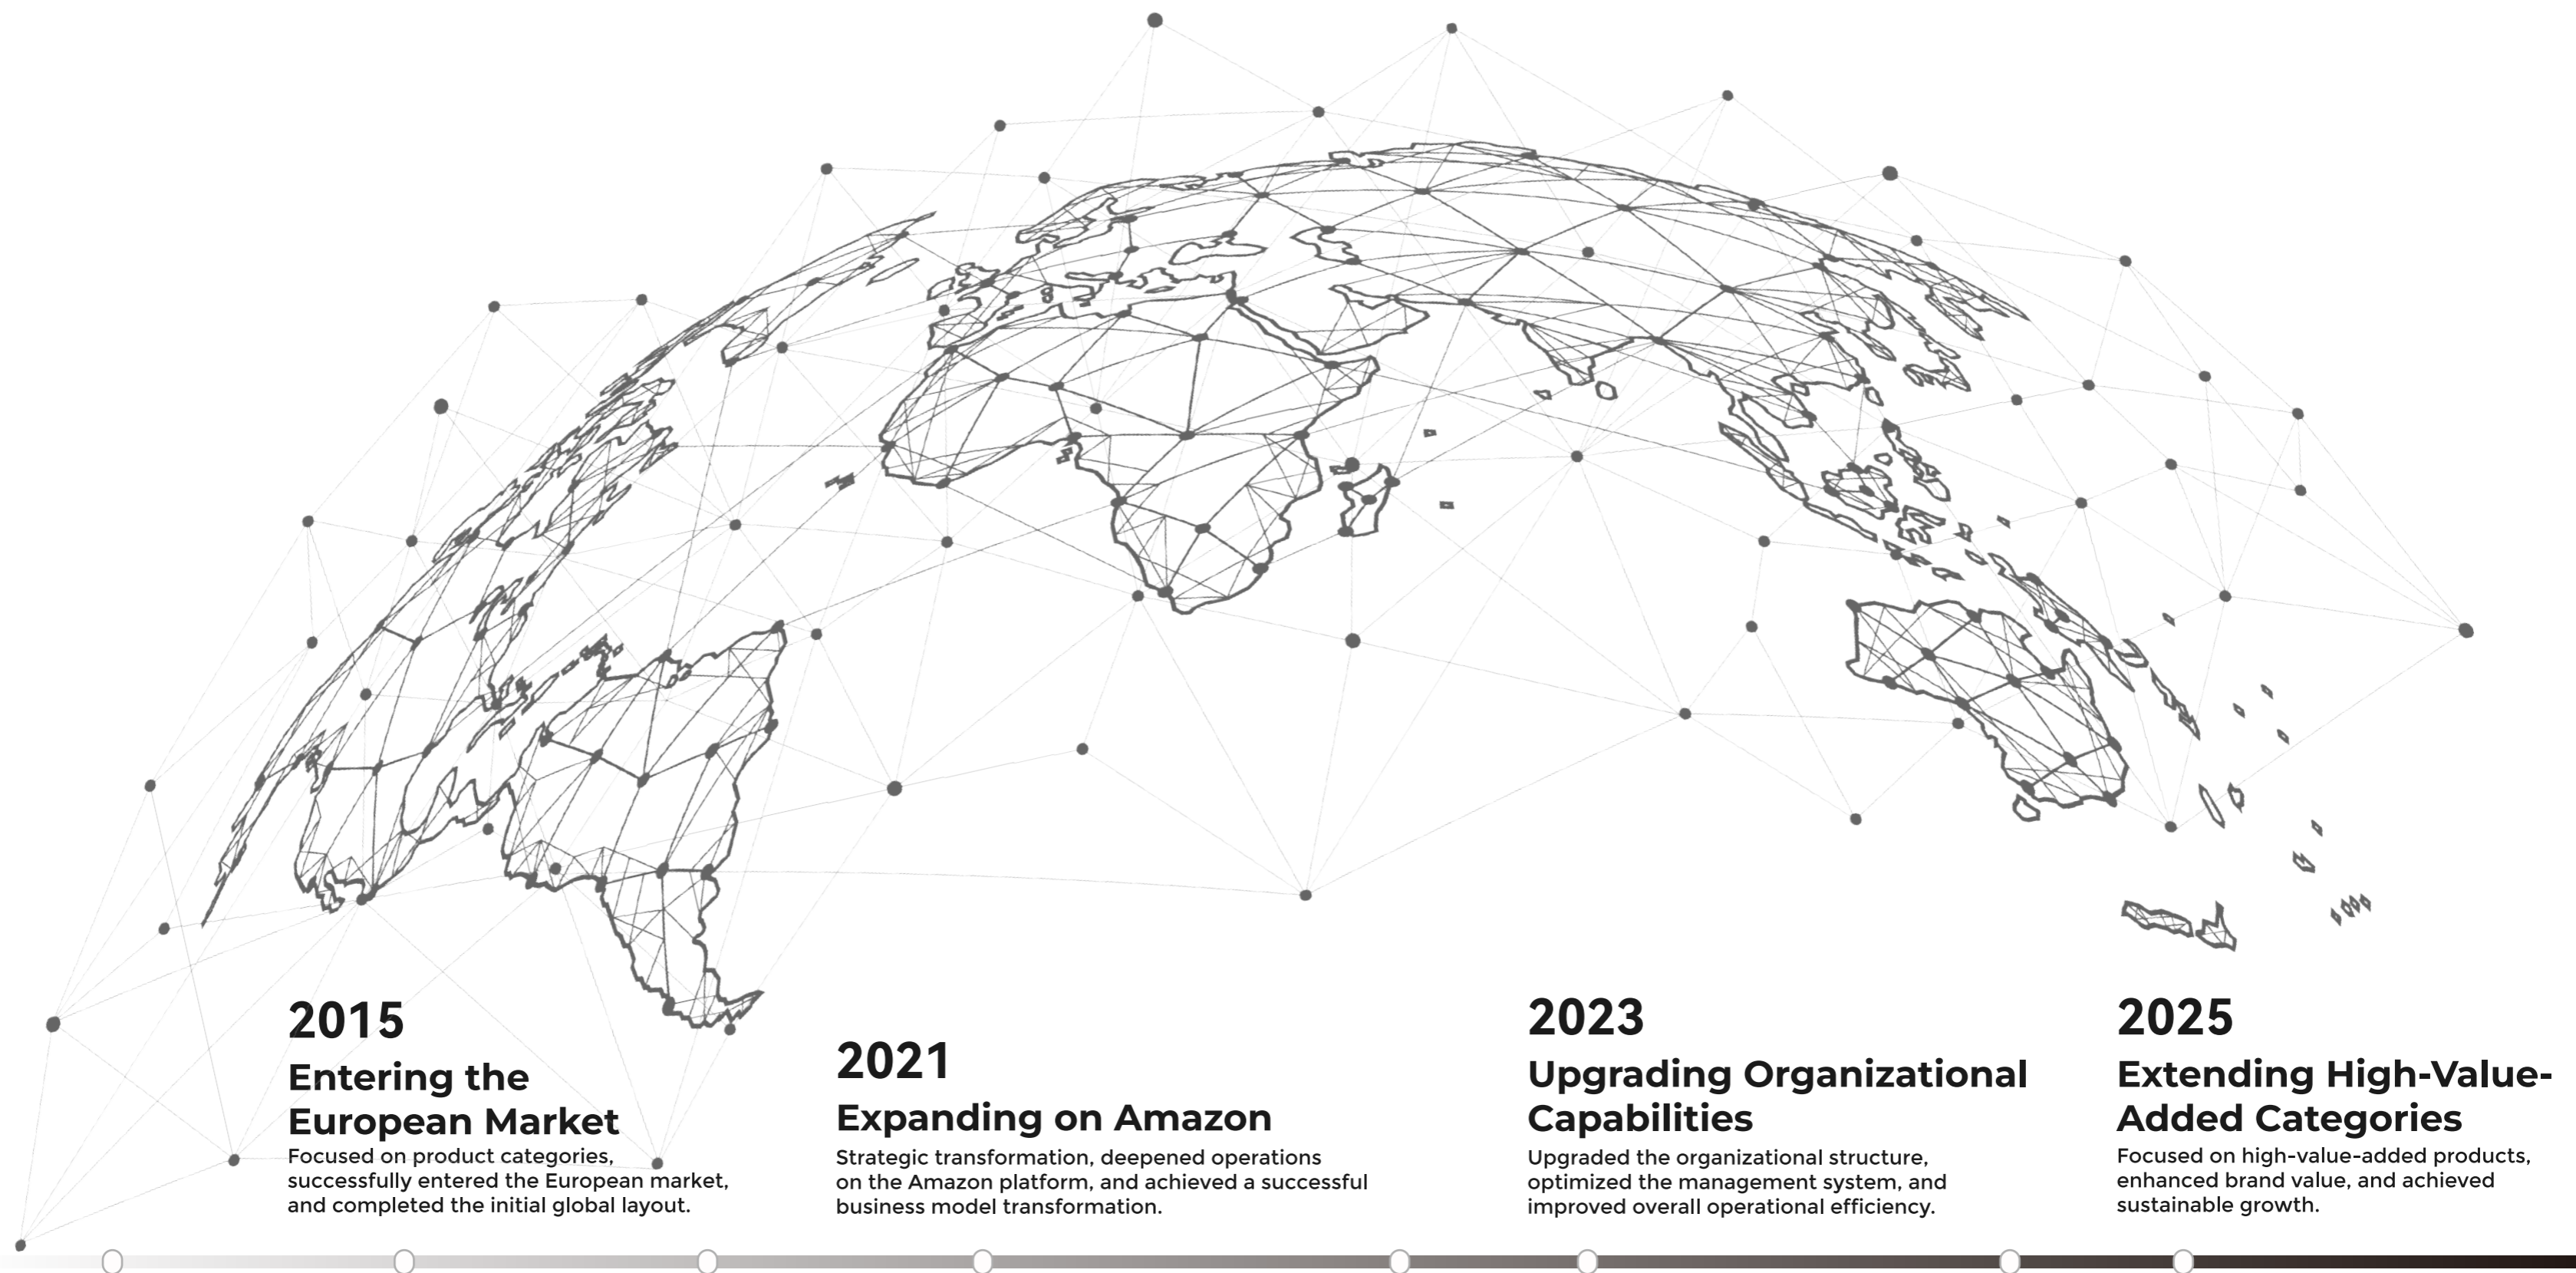 2015
Entering the
European Market
Focused on product categories,
successfully entered the European market,
and completed the initial global layout.
2021
Expanding on Amazon
Strategic transformation, deepened operations
on the Amazon platform, and achieved a successful
business model transformation.
2023
Upgrading Organizational
Capabilities
Upgraded the organizational structure,
optimized the management system, and
improved overall operational efficiency.
2025
Extending High-Value-
Added Categories
Focused on high-value-added products,
enhanced brand value, and achieved
sustainable growth.